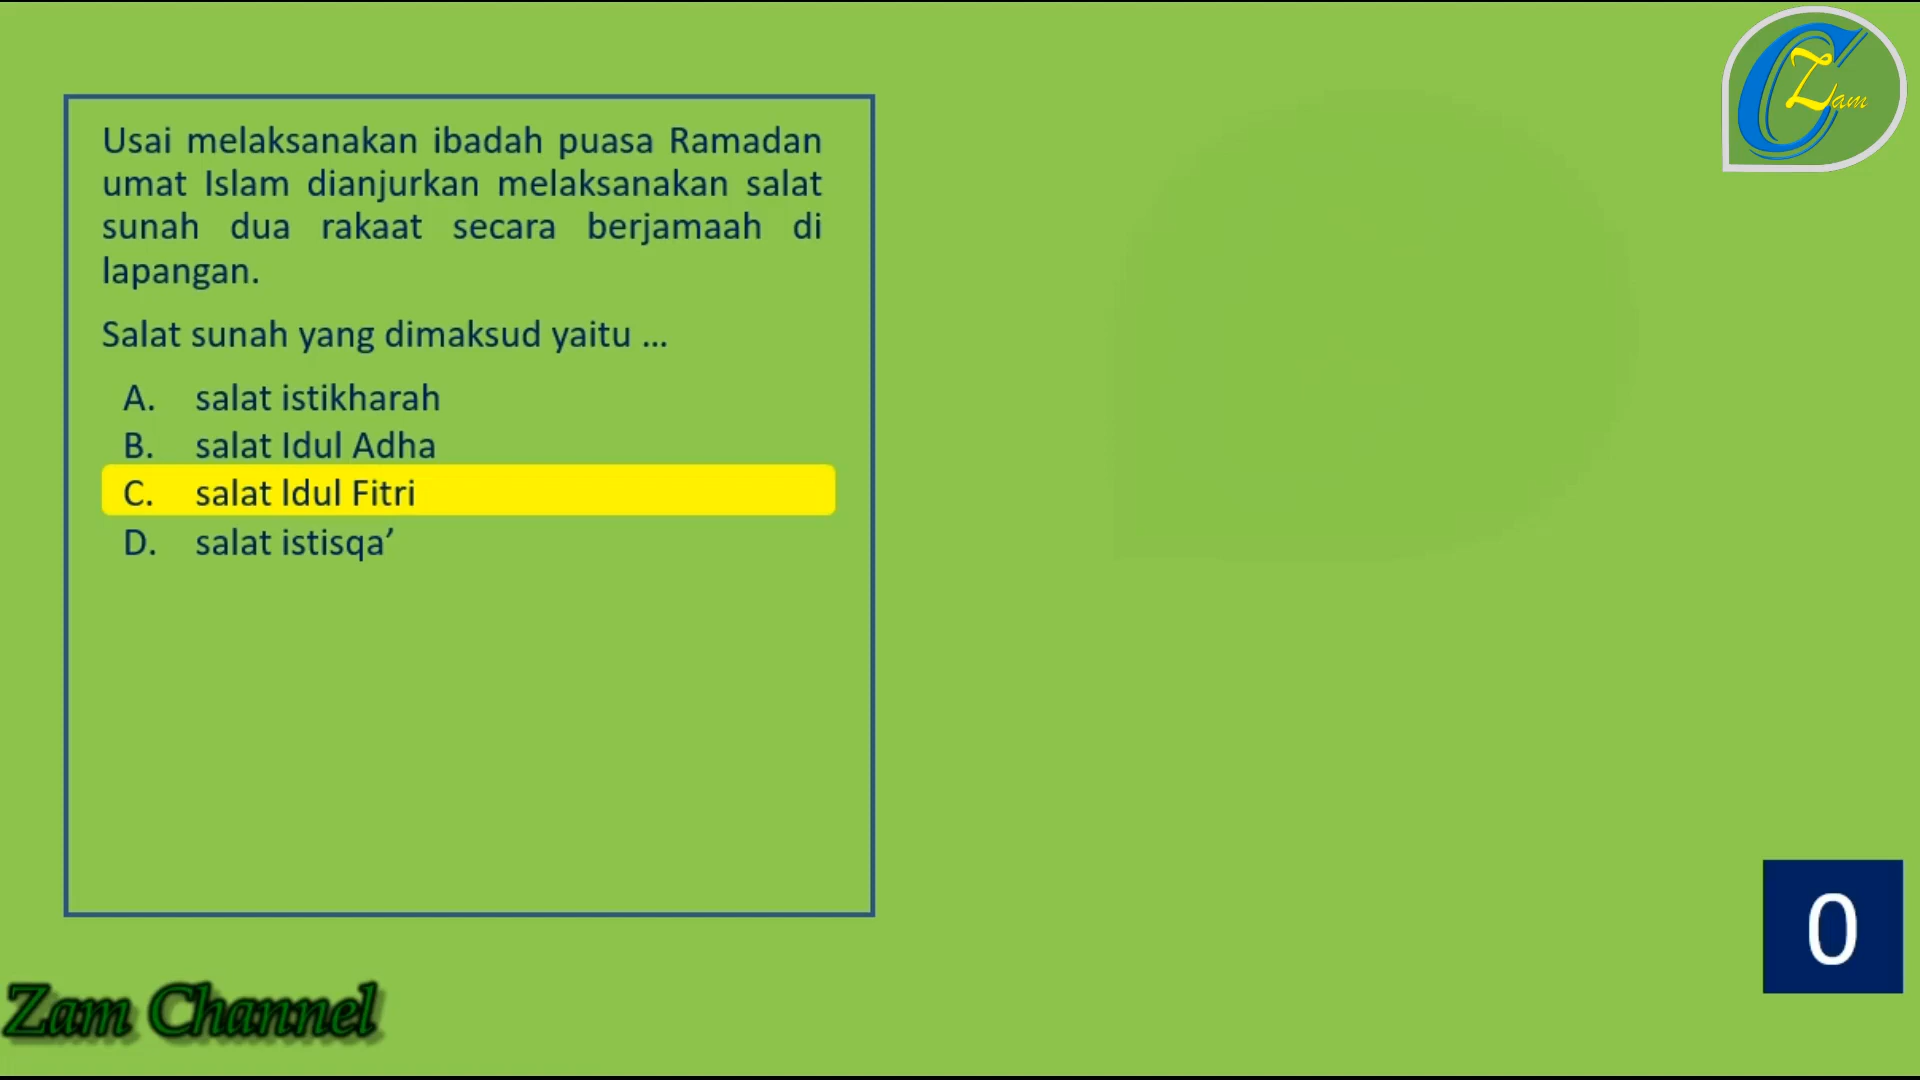 C Zam
Usai melaksanakan ibadah puasa Ramadan
umat Islam dianjurkan melaksanakan salat
sunah dua rakaat secara berjamaah di
lapangan.
Salat sunah yang dimaksud yaitu ...
A. salat istikharah
B. salat Idul Adha
C. salat ldul Fitri
D. salat istisqa’
0
Zam Channel